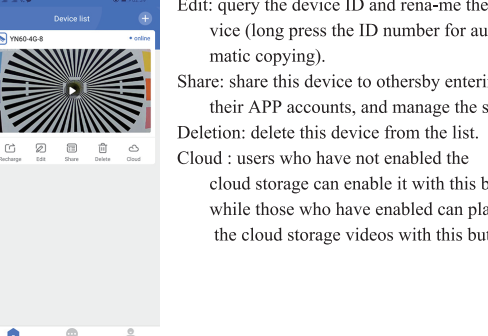 Device list
YN60-4G-8
online
Recharge Edit Share Delete Cloud
Edit: query the device ID and rena-me the
vice (long press the ID number for au
matic copying).
Share: share this device to othersby enteri
their APP accounts, and manage the s
Deletion: delete this device from the list.
Cloud : users who have not enabled the
cloud storage can enable it with this b
while those who have enabled can pla
the cloud storage videos with this but